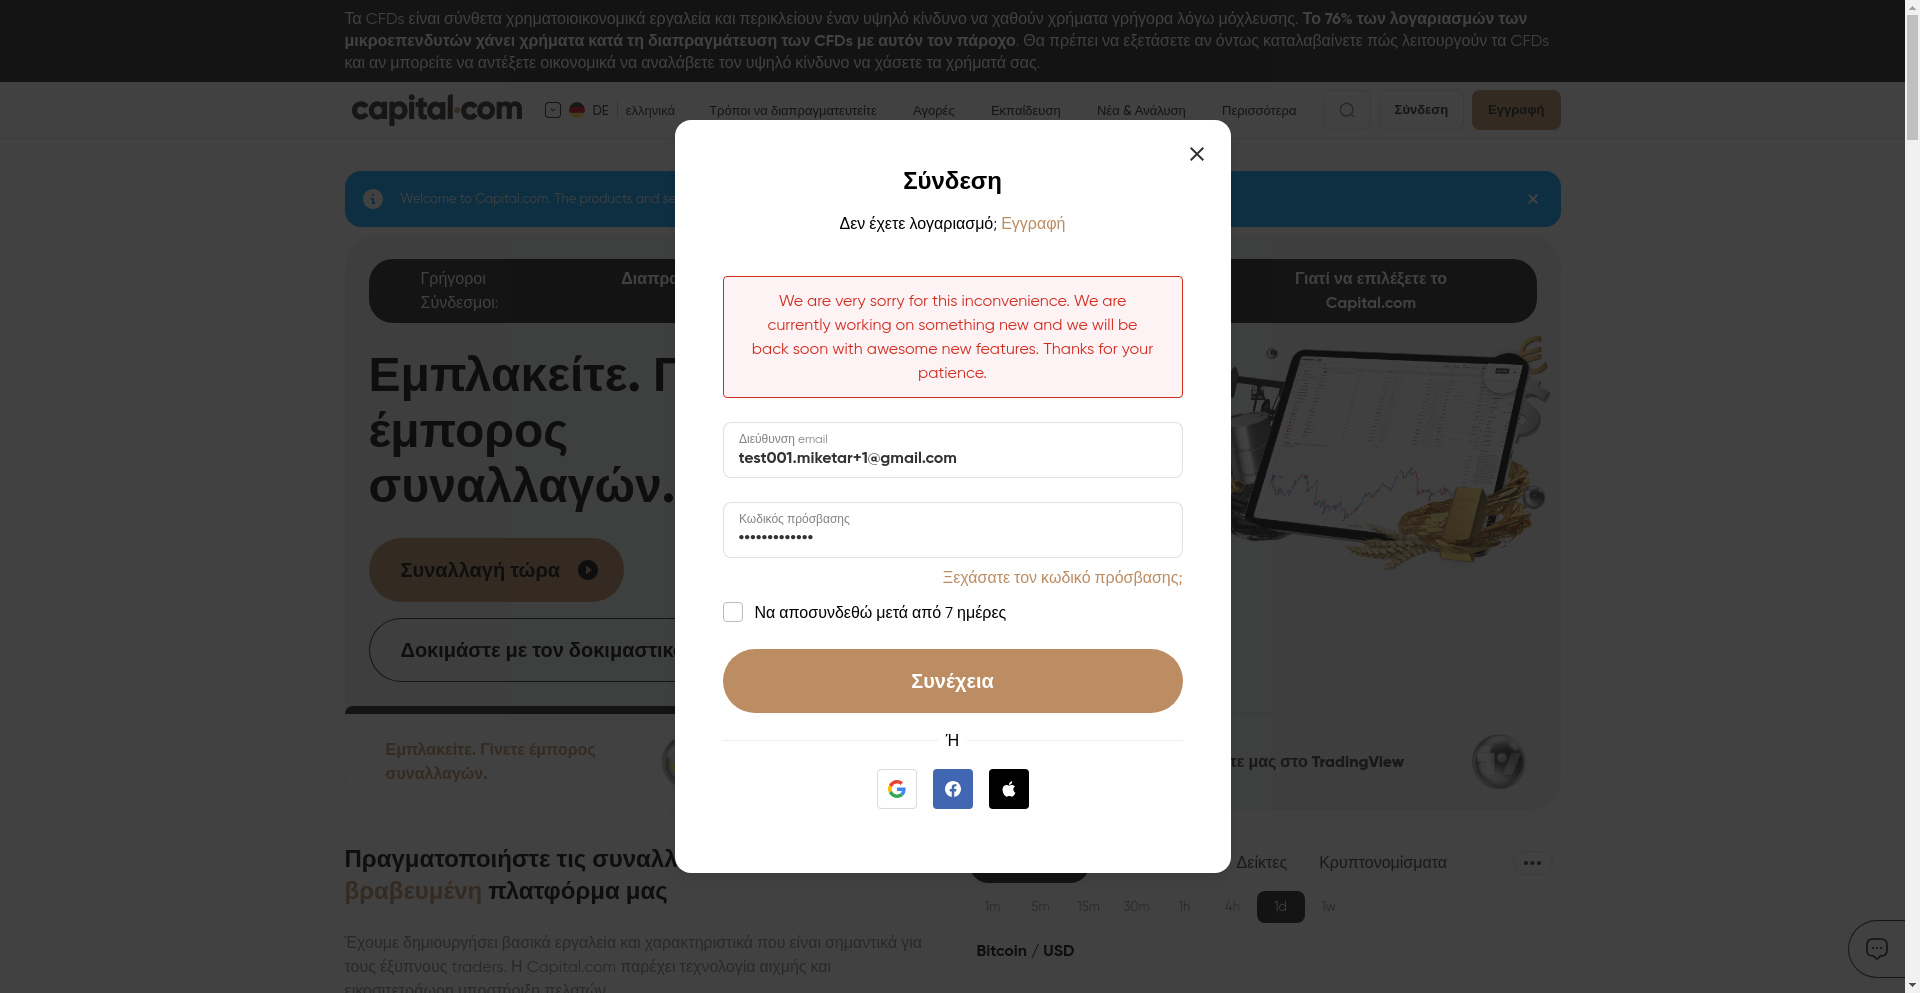 Τα CFDs είναι σύνθετα χρηματοιοικονομικά εργαλεία και περικλείουν έναν υψηλό κίνδυνο να χαθούν χρήματα γρήγορα λόγω μόχλευσης. Το 76% των λογαριασμών των
μικροεπενδυτών χάνει χρήματα κατά τη διαπραγμάτευση των CFDs με αυτόν τον πάροχο. Θα πρέπει να εξετάσετε αν όντως καταλαβαίνετε πώς λειτουργούν τα CFDs
και αν μπορείτε να αντέξετε οικονομικά να αναλάβετε τον υψηλό κίνδυνο να χάσετε τα χρήματά σας.
capital.com DE ελληνικά Τρόποι να διαπραγματευτείτε Αγορές Εκπαίδευση Νέα & Ανάλυση Περισσότερα Σύνδεση Εγγραφή
Welcome to Capital.com. The products and se
Γρήγοροι
Σύνδεσμοι:
Διαπρα
Γιατί να επιλέξετε το
Capital.com
Εμπλακείτε. Γ
έμπορος
συναλλαγών.
Συναλλαγή τώρα
Δοκιμάστε με τον δοκιμαστικ
Εμπλακείτε. Γίνετε έμπορος
συναλλαγών.
τε μας στο TradingView
Πραγματοποιήστε τις συναλλ
βραβευμένη πλατφόρμα μας
Έχουμε δημιουργήσει βασικά εργαλεία και χαρακτηριστικά που είναι σημαντικά για
τους έξυπνους traders. Η Capital.com παρέχει τεχνολογία αιχμής και
εικοσιτετράωρη υποστήριξη πελατών
Δείκτες Κρυπτονομίσματα
1m 5m 15m 30m 1h 4h 1d 1w
Bitcoin / USD
Σύνδεση
Δεν έχετε λογαριασμό; Εγγραφή
We are very sorry for this inconvenience. We are
currently working on something new and we will be
back soon with awesome new features. Thanks for your
patience.
Διεύθυνση email
test001.miketar+1@gmail.com
Κωδικός πρόσβασης
•••••••••••••
Ξεχάσατε τον κωδικό πρόσβασης;
Να αποσυνδεθώ μετά από 7 ημέρες
Συνέχεια
Ή